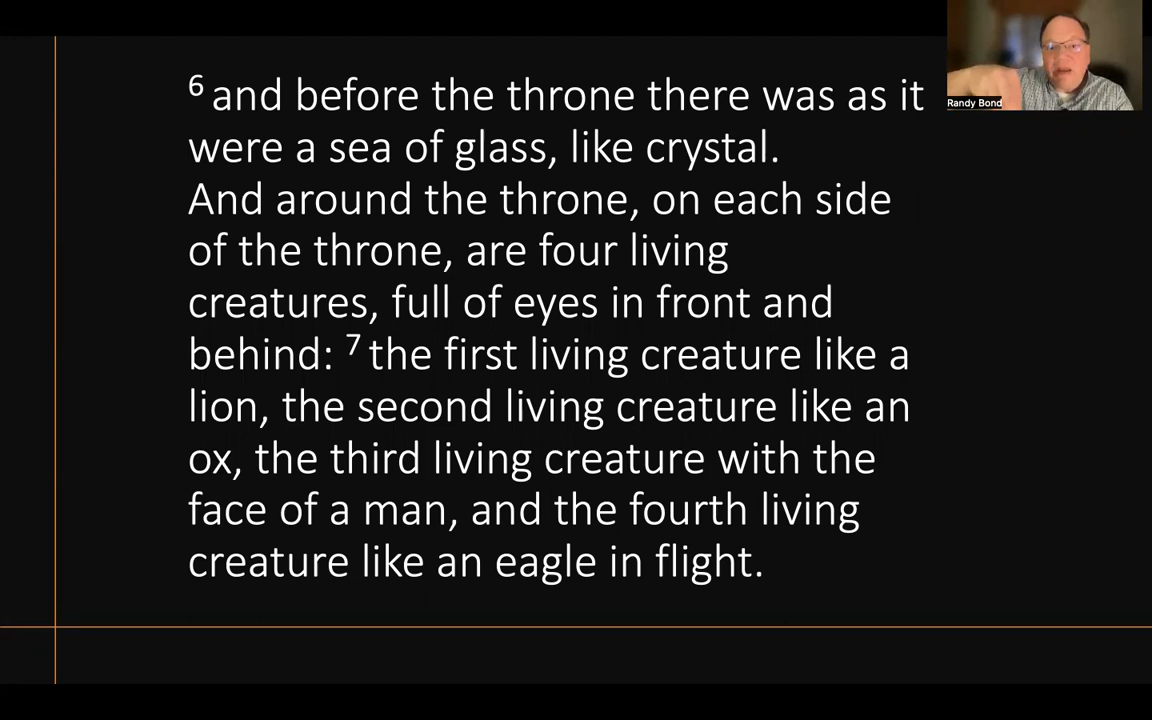 6 and before the throne there was as it
were a sea of glass, like crystal.
And around the throne, on each side
of the throne, are four living
creatures, full of eyes in front and
behind: 7 the first living creature like a
lion, the second living creature like an
ox, the third living creature with the
face of a man, and the fourth living
creature like an eagle in flight.
Randy Bond